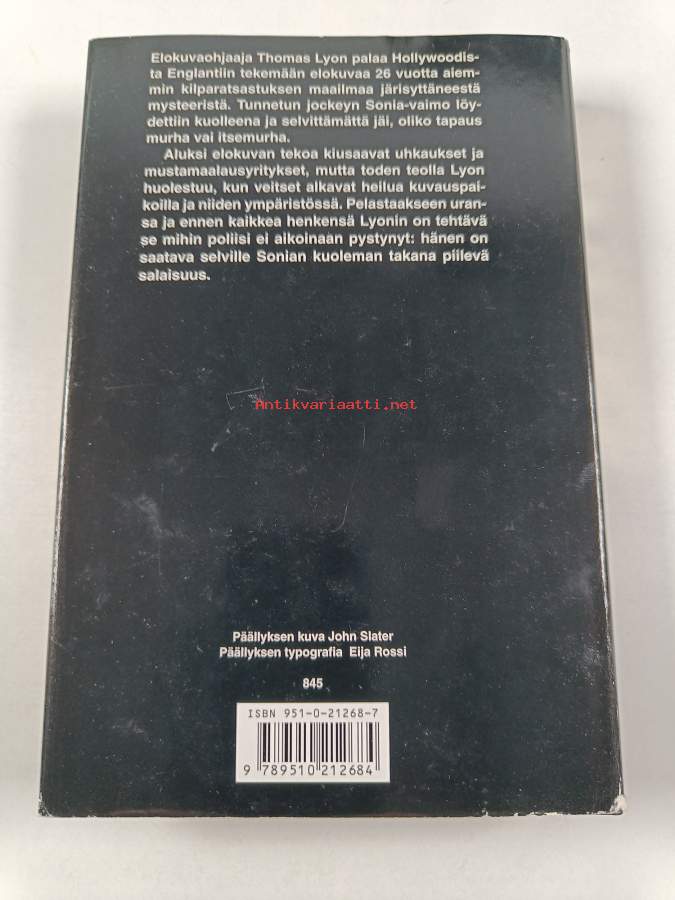 Elokuvaohjaaja Thomas Lyon palaa Hollywoodis-
ta Englantiin tekemään elokuvaa 26 vuotta aiem-
min kilparatsastuksen maailmaa järisyttäneestä
mysteeristä. Tunnetun jockeyn Sonia-vaimo löy-
dettiin kuolleena ja selvittämättä jäi, oliko tapaus
murha vai itsemurha.
Aluksi elokuvan tekoa kiusaavat uhkaukset ja
mustamaalausyritykset, mutta toden teolla Lyon
huolestuu, kun veitset alkavat heilua kuvauspai-
koilla ja niiden ympäristössä. Pelastaakseen uran-
sa ja ennen kaikkea henkensä Lyonin on tehtävä
se mihin poliisi ei aikoinaan pystynyt: hänen on
saatava selville Sonian kuoleman takana piilevä
salaisuus.
Antikvariaatti.net
Päällyksen kuva John Slater
Päällyksen typografia Eija Rossi
845
ISBN 951-0-21268-7
9 789510 212684